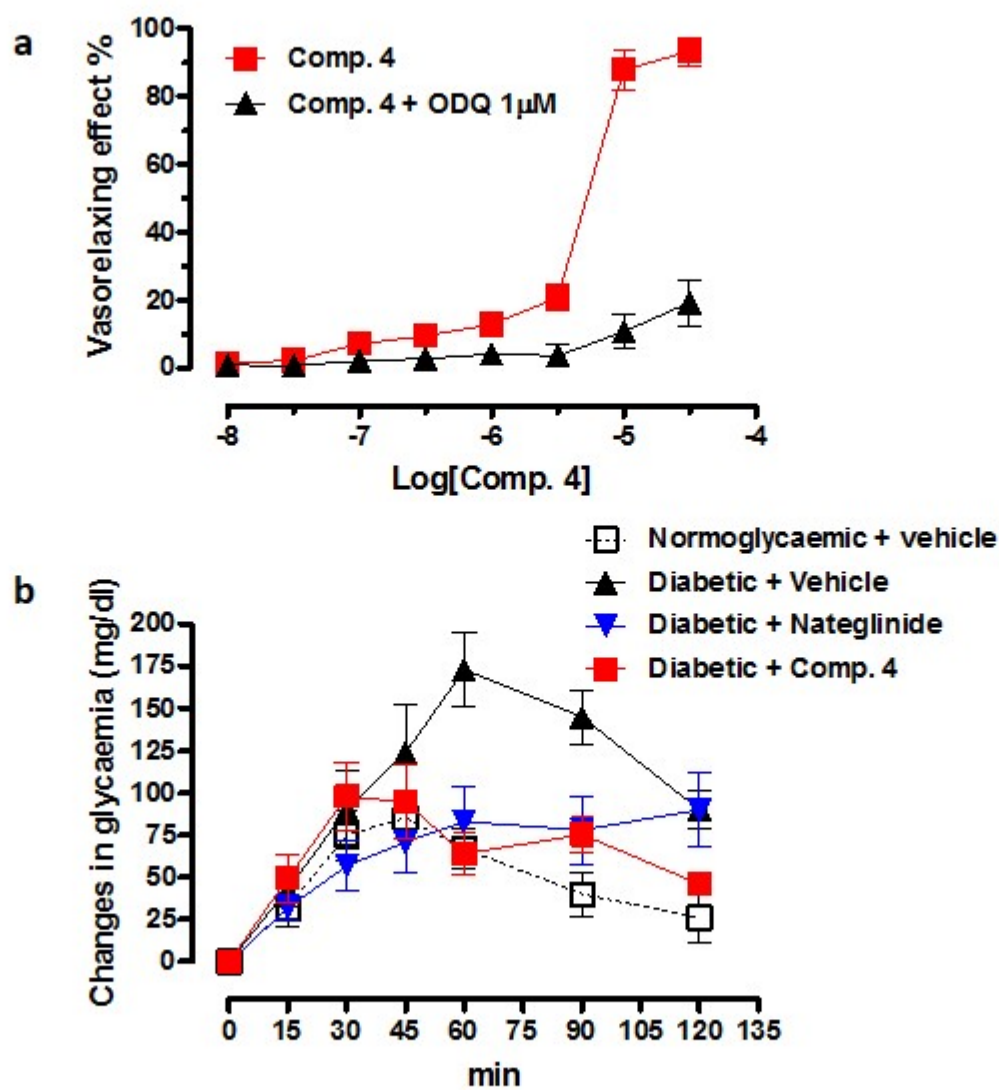 a
Vasorelaxing effect %
100
80
60
40
20
0
Comp. 4
Comp. 4 + ODQ 1µM
-8
-7
-6
-5
-4
Log[Comp. 4]
b
Normoglycaemic + vehicle
Diabetic + Vehicle
Diabetic + Nateglinide
Diabetic + Comp. 4
Changes in glycaemia (mg/dl)
200
175
150
125
100
75
50
25
0
0 15 30 45 60 75 90 105 120 135
min